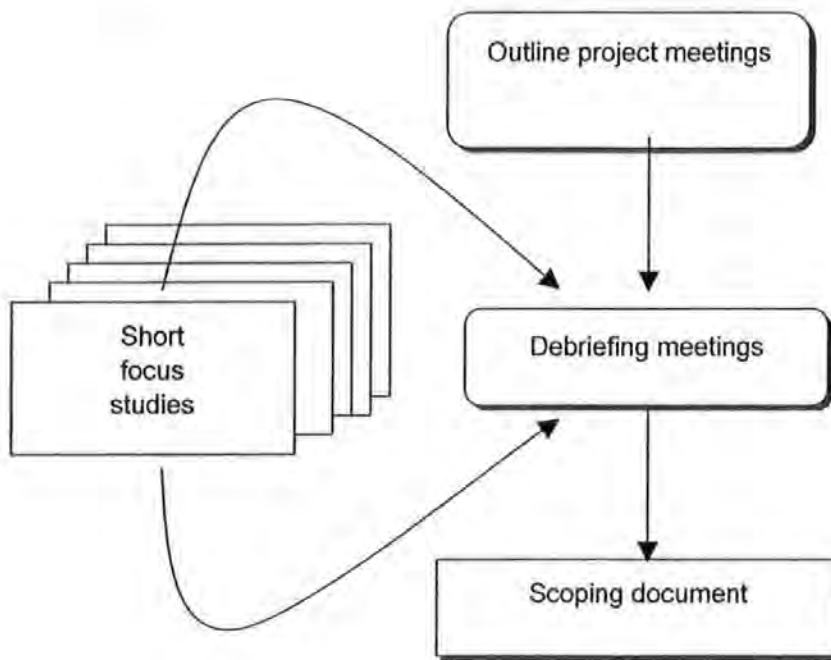 Outline project meetings
Short
focus
studies
Debriefing meetings
Scoping document